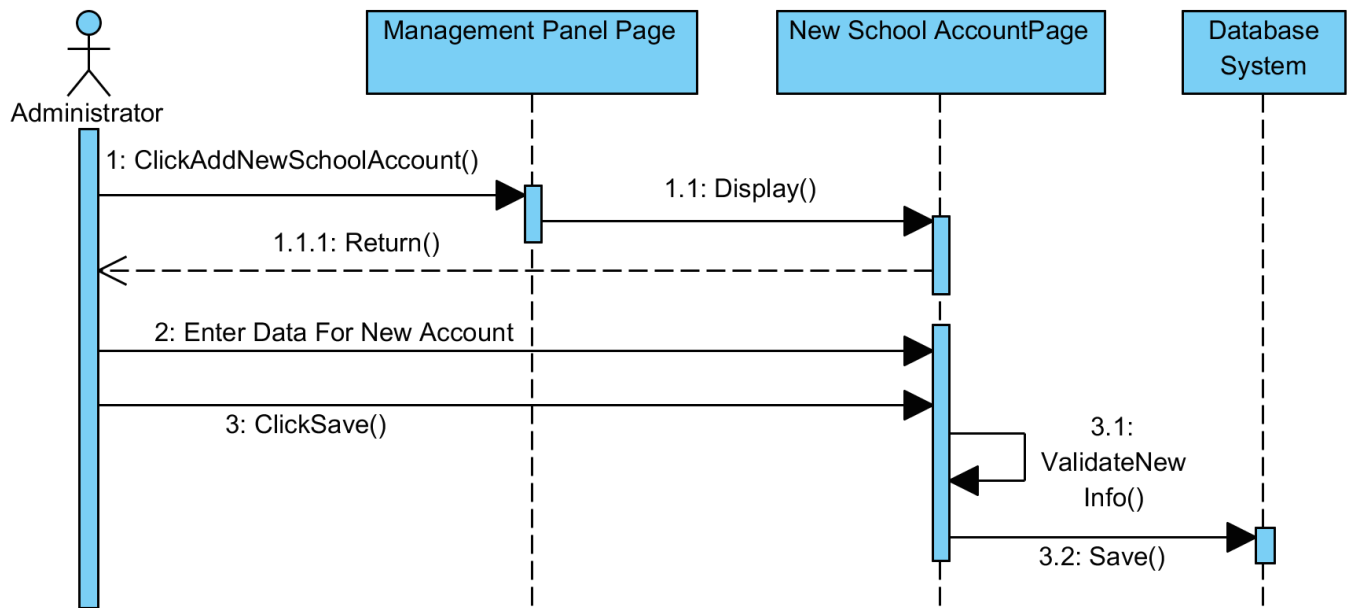 Management Panel Page
New School AccountPage
Database
System
Administrator
1: ClickAddNewSchoolAccount()
1.1: Display()
1.1.1: Return()
2: Enter Data For New Account
3: ClickSave()
3.1:
ValidateNew
Info()
3.2: Save()